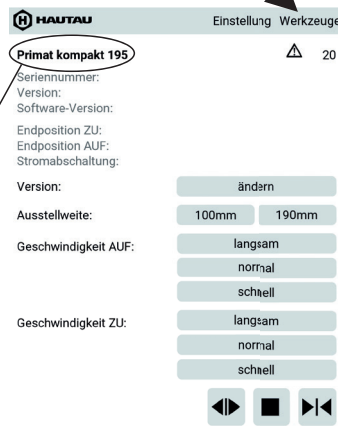 HAUTAU Einstellung Werkzeuge
Primat kompakt 195 20
Seriennummer:
Version:
Software-Version:
Endposition ZU:
Endposition AUF:
Stromabschaltung:
Version: ändern
Ausstellweite: 100mm 190mm
Geschwindigkeit AUF: langsam
normal
schnell
Geschwindigkeit ZU: langsam
normal
schnell